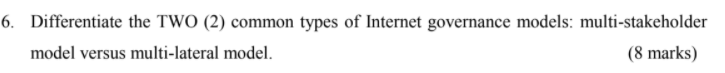 6. Differentiate the TWO (2) common types of Internet governance models: multi-stakeholder
model versus multi-lateral model. (8 marks)